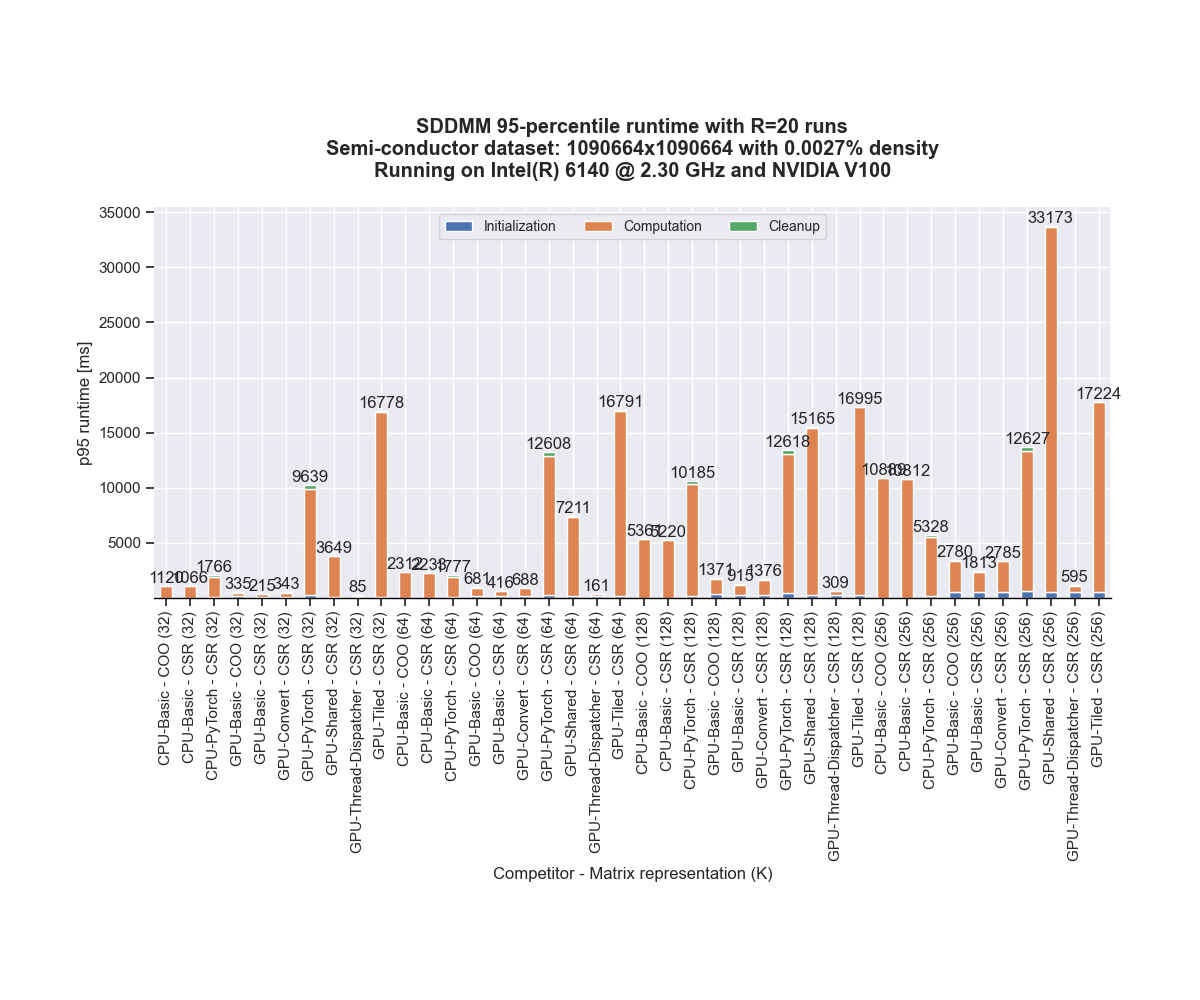 SDDMM 95-percentile runtime with R=20 runs
Semi-conductor dataset: 1090664x1090664 with 0.0027% density
Running on Intel(R) 6140 @ 2.30 GHz and NVIDIA V100
Initialization Computation Cleanup
p95 runtime [ms]
35000
30000
25000
20000
15000
10000
5000
1120
1066
1766
335
215
343
9639
3649
85
16778
2312
2233
1777
681
416
688
12608
7211
161
16791
5361
5220
10185
1371
915
1376
12618
15165
309
16995
10889
10812
5328
2780
1813
2785
12627
33173
595
17224
CPU-Basic - COO (32)
CPU-Basic - CSR (32)
CPU-PyTorch - CSR (32)
GPU-Basic - COO (32)
GPU-Basic - CSR (32)
GPU-Convert - CSR (32)
GPU-PyTorch - CSR (32)
GPU-Shared - CSR (32)
GPU-Thread-Dispatcher - CSR (32)
GPU-Tiled - CSR (32)
CPU-Basic - COO (64)
CPU-Basic - CSR (64)
CPU-PyTorch - CSR (64)
GPU-Basic - COO (64)
GPU-Basic - CSR (64)
GPU-Convert - CSR (64)
GPU-PyTorch - CSR (64)
GPU-Shared - CSR (64)
GPU-Thread-Dispatcher - CSR (64)
GPU-Tiled - CSR (64)
CPU-Basic - COO (128)
CPU-Basic - CSR (128)
CPU-PyTorch - CSR (128)
GPU-Basic - COO (128)
GPU-Basic - CSR (128)
GPU-Convert - CSR (128)
GPU-PyTorch - CSR (128)
GPU-Shared - CSR (128)
GPU-Thread-Dispatcher - CSR (128)
GPU-Tiled - CSR (128)
CPU-Basic - COO (256)
CPU-Basic - CSR (256)
CPU-PyTorch - CSR (256)
GPU-Basic - COO (256)
GPU-Basic - CSR (256)
GPU-Convert - CSR (256)
GPU-PyTorch - CSR (256)
GPU-Shared - CSR (256)
GPU-Thread-Dispatcher - CSR (256)
GPU-Tiled - CSR (256)
Competitor - Matrix representation (K)